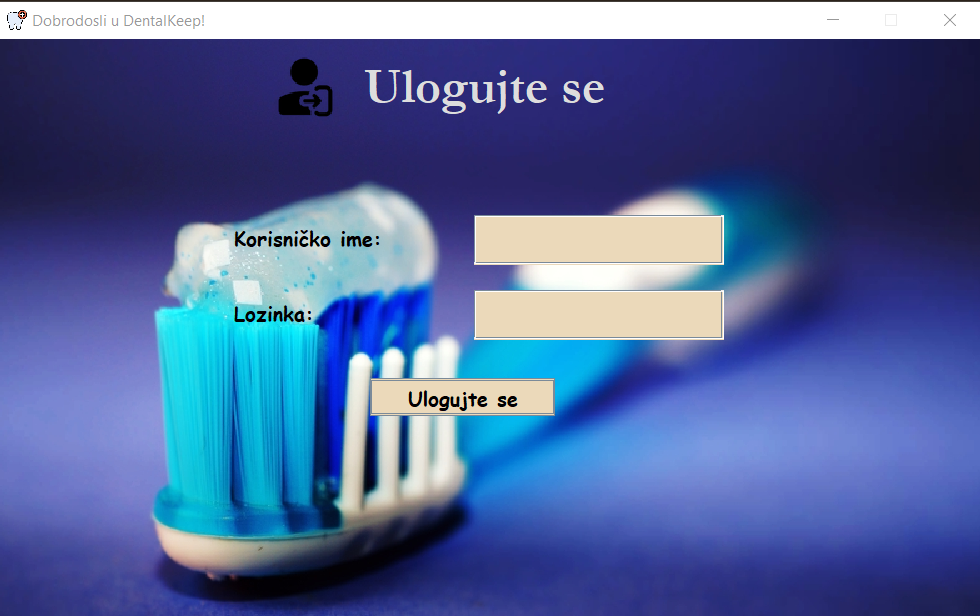 Dobrodosli u DentalKeep!
Ulogujte se
Korisničko ime:
Lozinka:
Ulogujte se